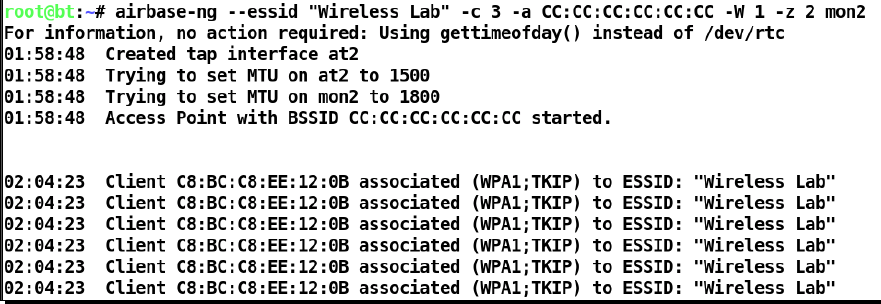 root@bt:~# airbase-ng --essid "Wireless Lab" -c 3 -a CC:CC:CC:CC:CC:CC -W 1 -z 2 mon2
For information, no action required: Using gettimeofday() instead of /dev/rtc
01:58:48  Created tap interface at2
01:58:48  Trying to set MTU on at2 to 1500
01:58:48  Trying to set MTU on mon2 to 1800
01:58:48  Access Point with BSSID CC:CC:CC:CC:CC:CC started.
02:04:23  Client C8:BC:C8:EE:12:0B associated (WPA1;TKIP) to ESSID: "Wireless Lab"
02:04:23  Client C8:BC:C8:EE:12:0B associated (WPA1;TKIP) to ESSID: "Wireless Lab"
02:04:23  Client C8:BC:C8:EE:12:0B associated (WPA1;TKIP) to ESSID: "Wireless Lab"
02:04:23  Client C8:BC:C8:EE:12:0B associated (WPA1;TKIP) to ESSID: "Wireless Lab"
02:04:23  Client C8:BC:C8:EE:12:0B associated (WPA1;TKIP) to ESSID: "Wireless Lab"
02:04:23  Client C8:BC:C8:EE:12:0B associated (WPA1;TKIP) to ESSID: "Wireless Lab"